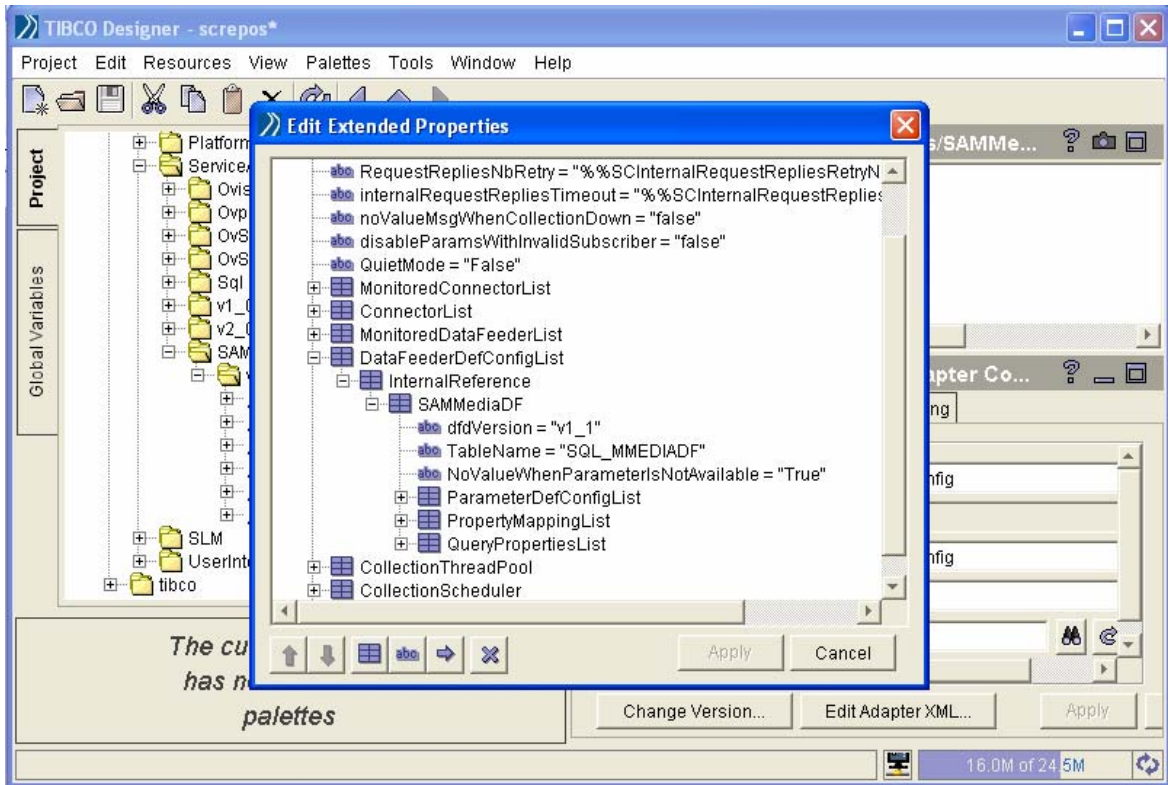 TIBCO Designer - screpos*
Project Edit Resources View Palettes Tools Window Help
Edit Extended Properties
s/SAMMe...
Project
Global Variables
Platform
Service
Ovis
Ovp
OvS
OvS
Sql
v1_0
v2_0
SAM
SLM
UserInt
tibco
RequestRepliesNbRetry = "%%SCInternalRequestRepliesRetryN
internalRequestRepliesTimeout = "%%SCInternalRequestReplies
noValueMsgWhenCollectionDown = "false"
disableParamsWithInvalidSubscriber = "false"
QuietMode = "False"
MonitoredConnectorList
ConnectorList
MonitoredDataFeederList
DataFeederDefConfigList
InternalReference
SAMMediaDF
dfdVersion = "v1_1"
TableName = "SQL_MMEDIADF"
NoValueWhenParameterIsNotAvailable = "True"
ParameterDefConfigList
PropertyMappingList
QueryPropertiesList
CollectionThreadPool
CollectionScheduler
abc
Apply
Cancel
apter Co...
ng
nfig
nfig
The cu
has n
palettes
Change Version...
Edit Adapter XML...
Apply
16.0M of 24.5M